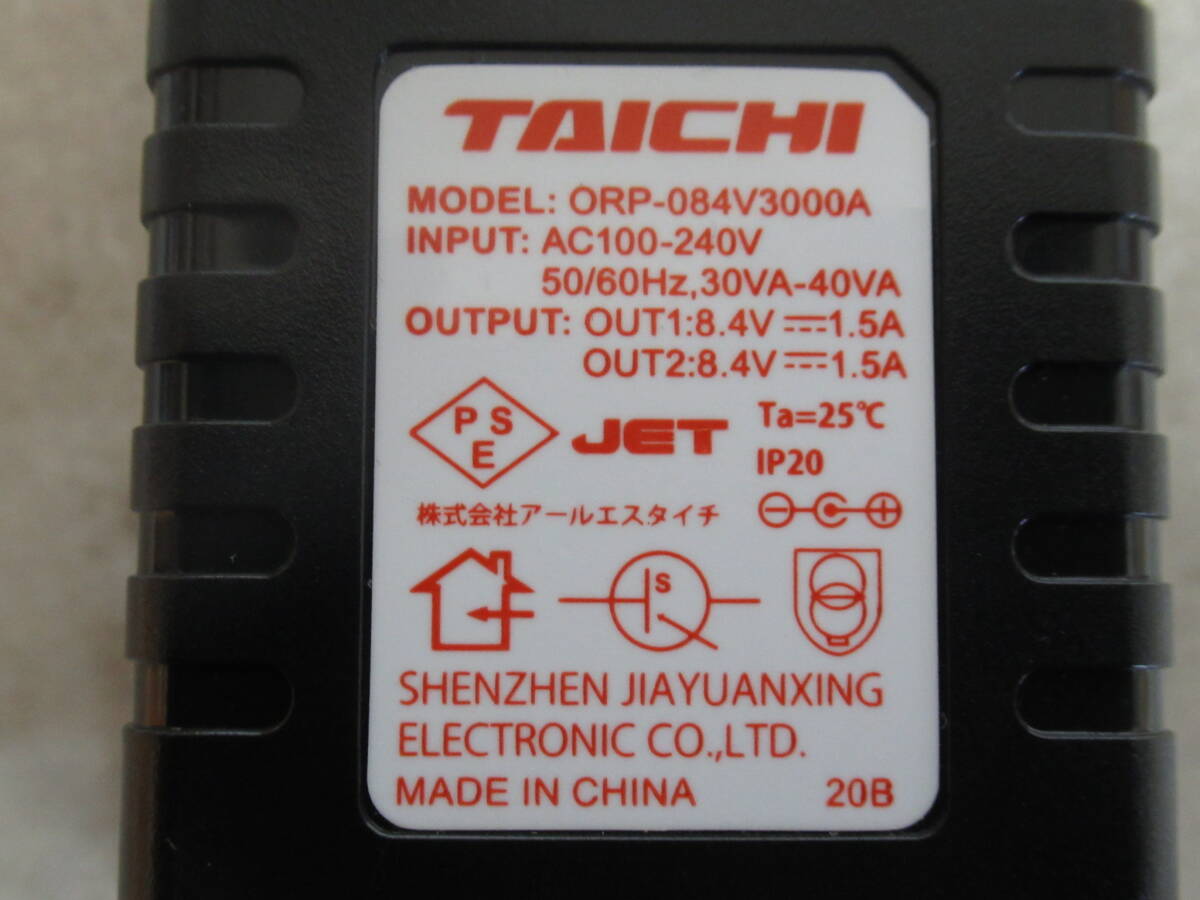 TAICHI
MODEL: ORP-084V3000A
INPUT: AC100-240V
50/60Hz,30VA-40VA
OUTPUT: OUT1:8.4V⎓1.5A
OUT2:8.4V⎓1.5A
PSE JET Ta=25℃
IP20
株式会社アールエスタイチ
S
SHENZHEN JIAYUANXING
ELECTRONIC CO.,LTD.
MADE IN CHINA 20B